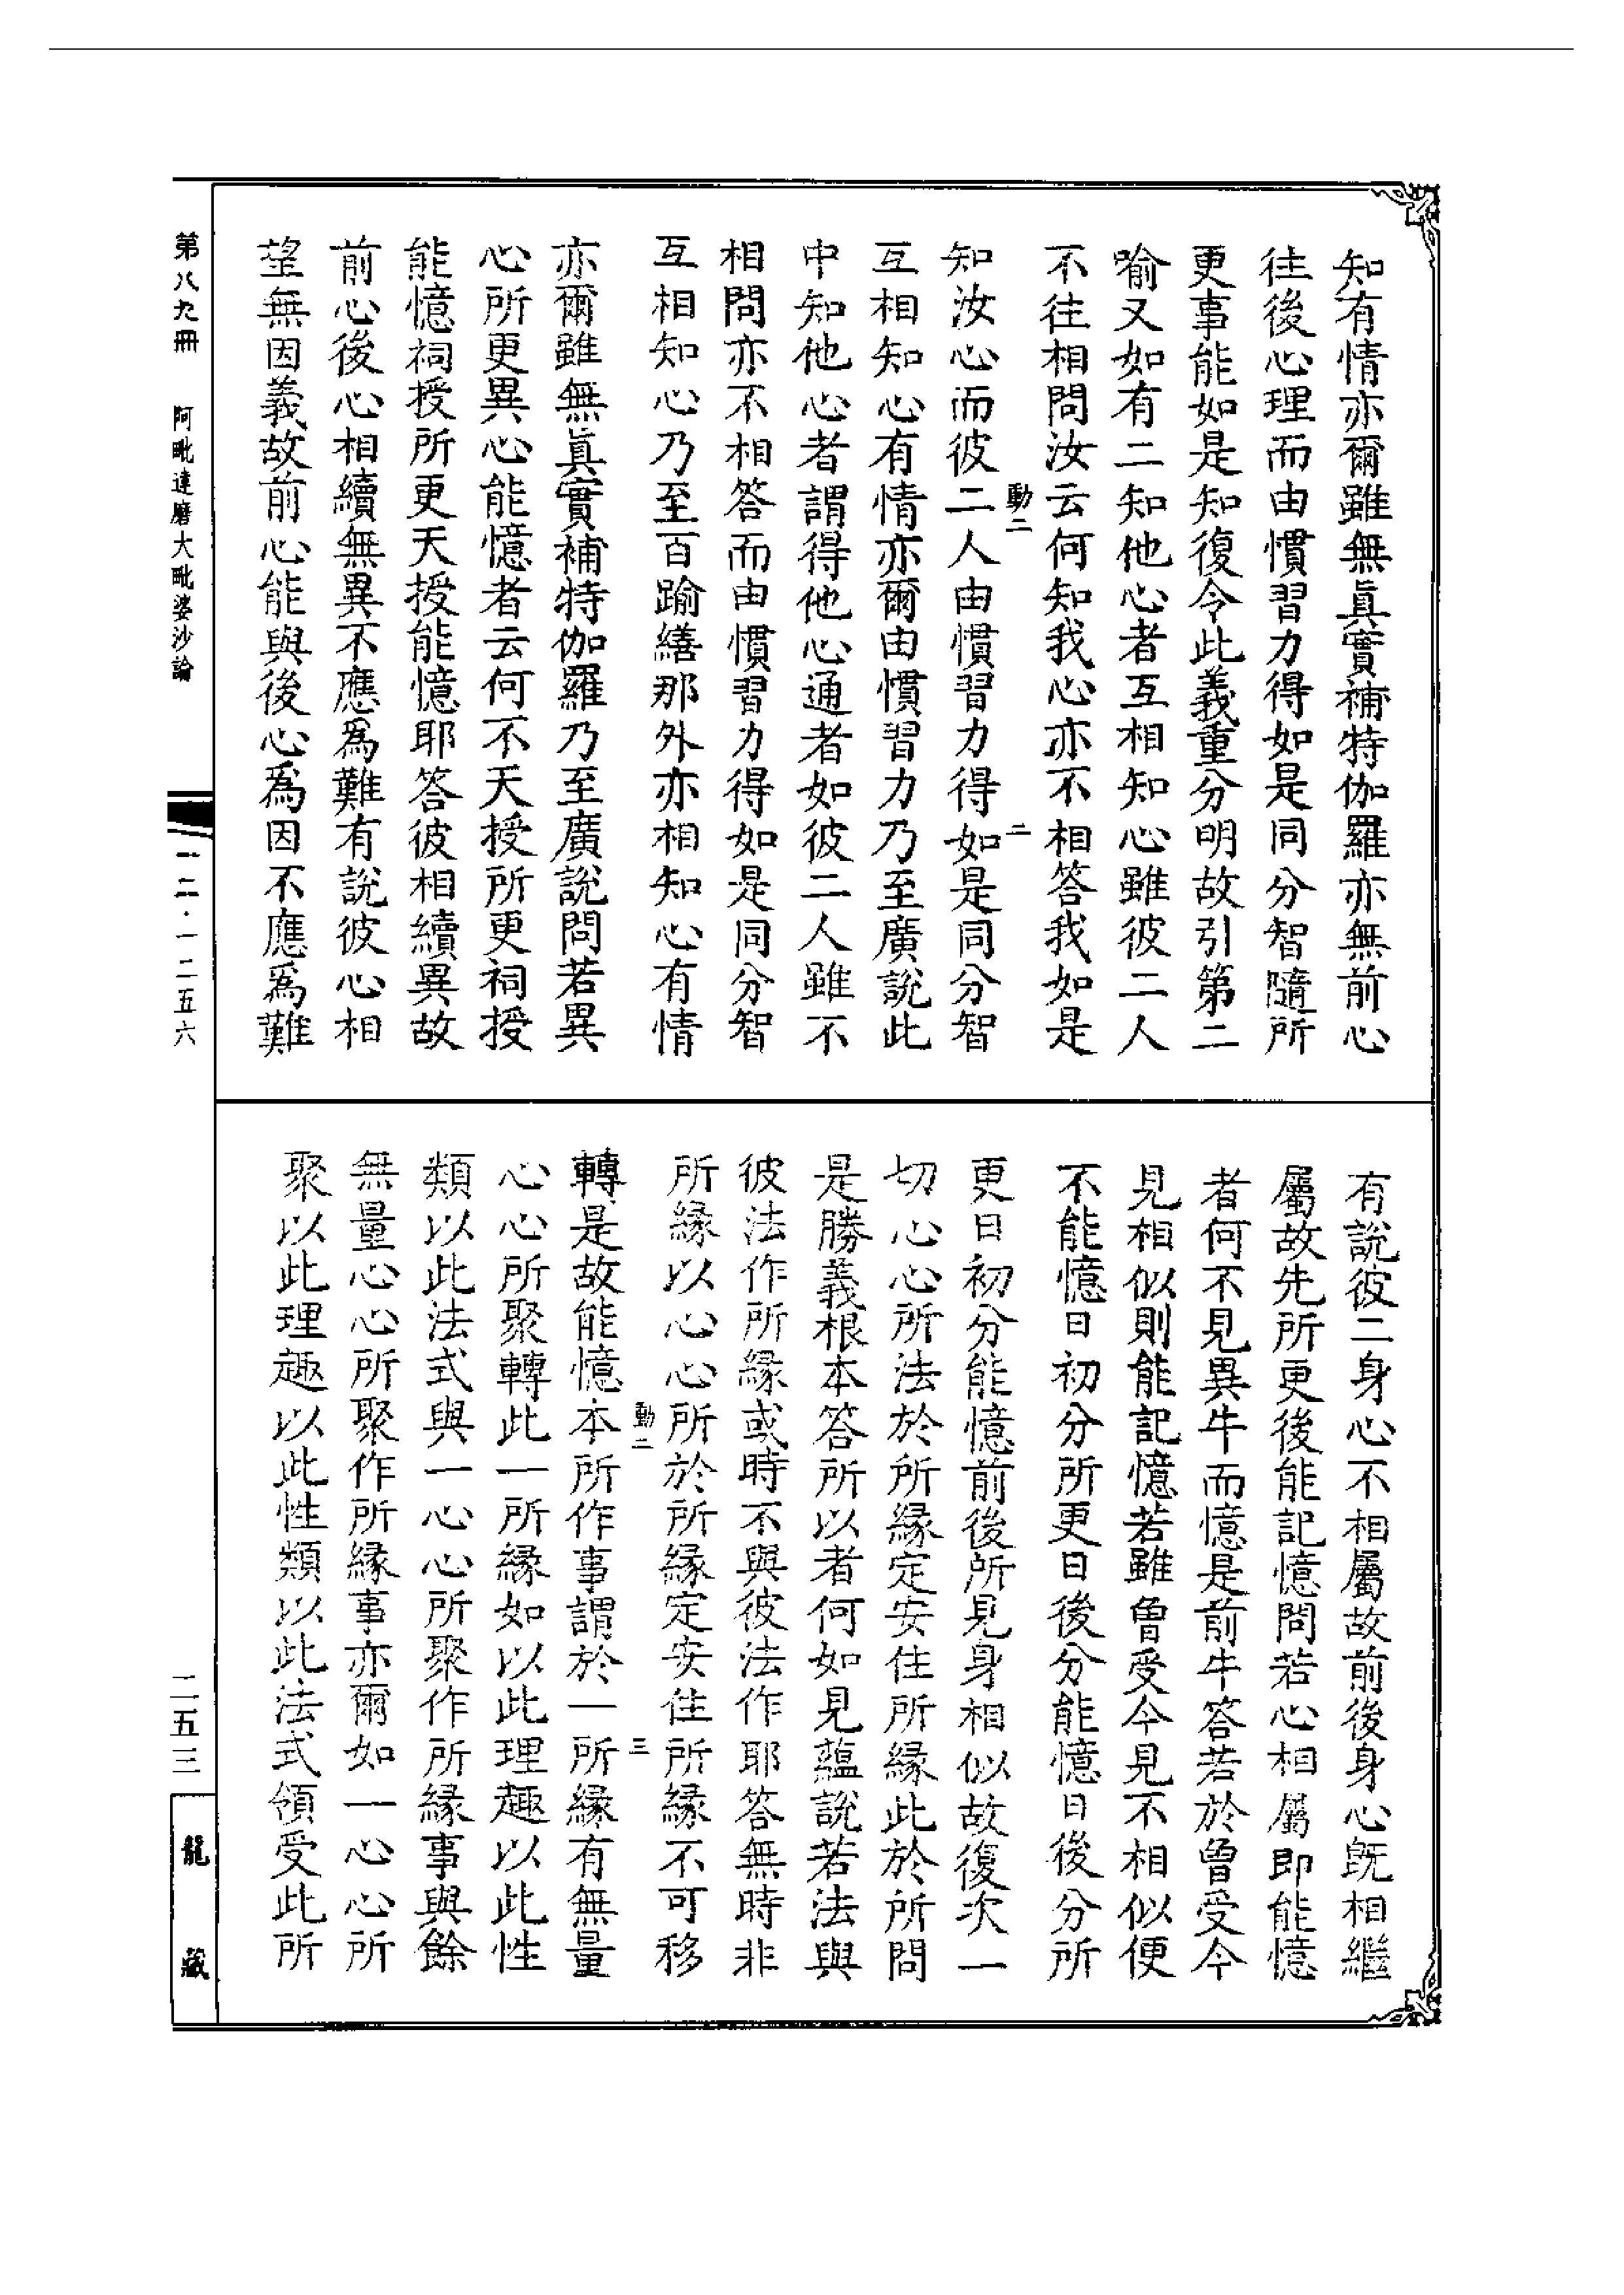 知有情亦爾雖無真實補特伽羅亦無前心
往後心理而由慣習力得如是同分智隨所
更事能如是知復令此義重分明故引第二
喻又如有二知他心者互相知心雖彼二人
不往相問汝云何知我心亦不相答我如是
動二
二
知汝心而彼二人由慣習力得如是同分智
互相知心有情亦爾由慣習力乃至廣說此
中知他心者謂得他心通者如彼二人雖不
相問亦不相答而由慣習力得如是同分智
互相知心乃至百踰繕那外亦相知心有情
亦爾雖無真實補特伽羅乃至廣說問若異
心所更異心能憶者云何不天授所更祠授
能憶祠授所更天授能憶耶答彼相續異故
前心後心相續無異不應為難有說彼心相
望無因義故前心能與後心為因不應為難
有說彼二身心不相屬故前後身心既相繼
屬故先所更後能記憶問若心相屬即能憶
者何不見異牛而憶是前牛答若於曾受今
見相似則能記憶若雖曾受今見不相似便
不能憶日初分所更日後分能憶日後分所
更日初分能憶前後所見身相似故復次一
切心心所法於所緣定安住所緣此於所問
是勝義根本答所以者何如見蘊說若法與
彼法作所緣或時不與彼法作耶答無時非
所緣以心心所於所緣定安住所緣不可移
動二
三
轉是故能憶本所作事謂於一所緣有無量
心心所聚轉此一所緣如以此理趣以此性
類以此法式與一心心所聚作所緣事與餘
無量心心所聚作所緣事亦爾如一心心所
聚以此理趣以此性類以此法式領受此所
第八九冊 阿毗達磨大毗婆沙論
一二·一二五六
二五三
龍藏